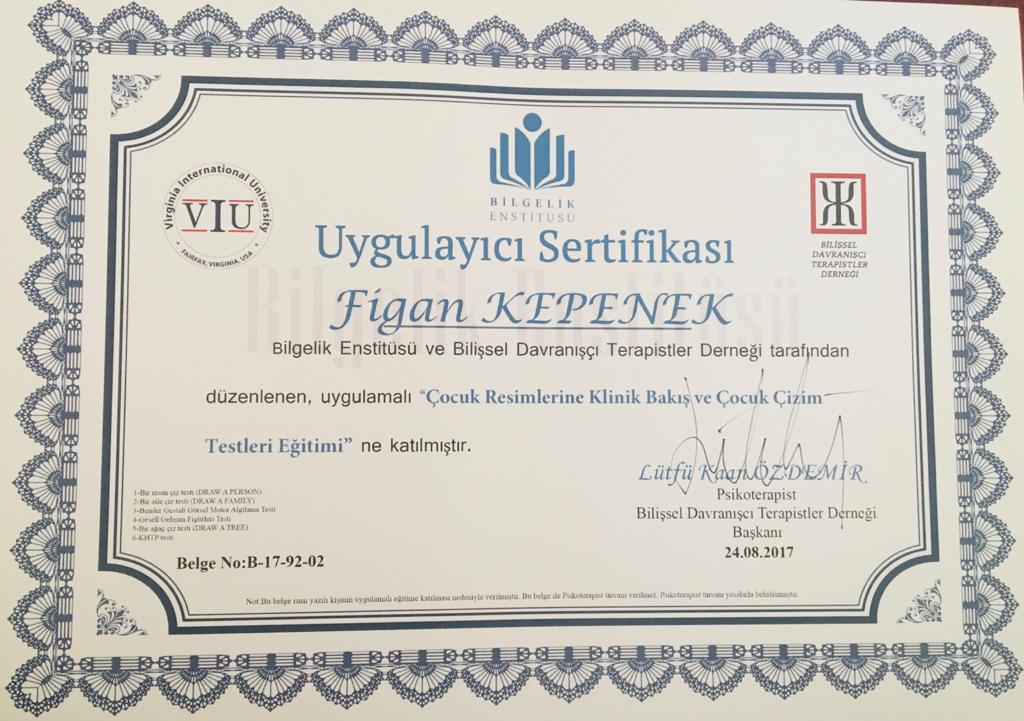 Virginia International University
VIU
FAIRFAX, VIRGINIA, USA
BİLGELİK
ENSTİTÜSÜ
BİLİŞSEL
DAVRANIŞÇI
TERAPİSTLER
DERNEĞİ
Uygulayıcı Sertifikası
Bilgelik Enstitüsü
Figan KEPENEK
Bilgelik Enstitüsü ve Bilişsel Davranışçı Terapistler Derneği tarafından
düzenlenen, uygulamalı “Çocuk Resimlerine Klinik Bakış ve Çocuk Çizim
Testleri Eğitimi” ne katılmıştır.
Lütfü Kaan ÖZDEMİR
Psikoterapist
Bilişsel Davranışçı Terapistler Derneği
Başkanı
24.08.2017
1-Bir insan çiz testi (DRAW A PERSON)
2-Bir aile çiz testi (DRAW A FAMILY)
3-Bender Gestalt Görsel Motor Algılama Testi
4-Gesell Gelişim Figürleri Testi
5-Bir ağaç çiz testi (DRAW A TREE)
6-KHTP testi
Belge No:B-17-92-02
Not:Bu belge ismi yazılı kişinin uygulamalı eğitime katılması nedeniyle verilmiştir. Bu belge ile Psikoterapist ünvanı verilmez. Psikoterapist ünvanı yasalarla belirlenmiştir.